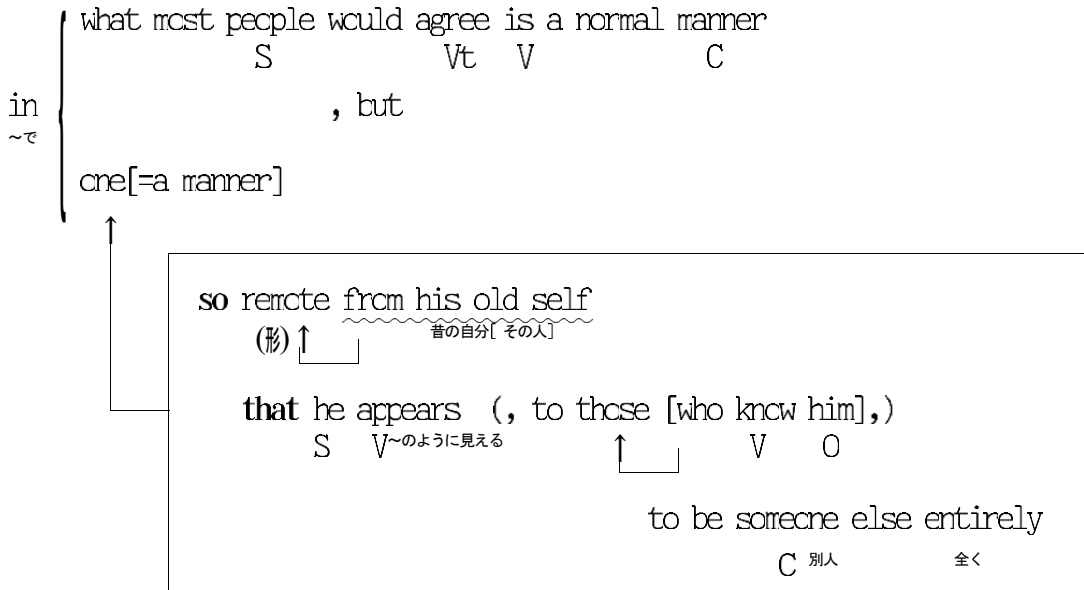 what most people would agree is a normal manner
S Vt V C
in
～で
, but
one[=a manner]
↑
so remote from his old self
(形)↑ 昔の自分[その人]
that he appears (, to those [who know him],)
S V～のように見える ↑ V O
to be someone else entirely
C 別人 全く